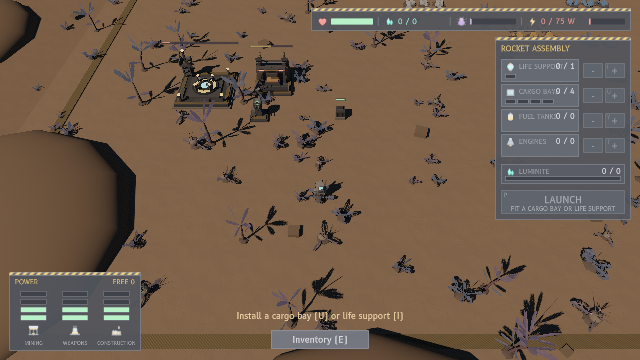 0 / 0
0 / 75 W
ROCKET ASSEMBLY
LIFE SUPPO 0 / 1
- +
CARGO BAY 0 / 4
- +
FUEL TANK 0 / 0
- +
ENGINES 0 / 0
- +
LUMINITE 0 / 0
LAUNCH
FIT A CARGO BAY OR LIFE SUPPORT
POWER FREE 0
MINING WEAPONS CONSTRUCTION
Install a cargo bay [U] or life support [I]
Inventory [E]